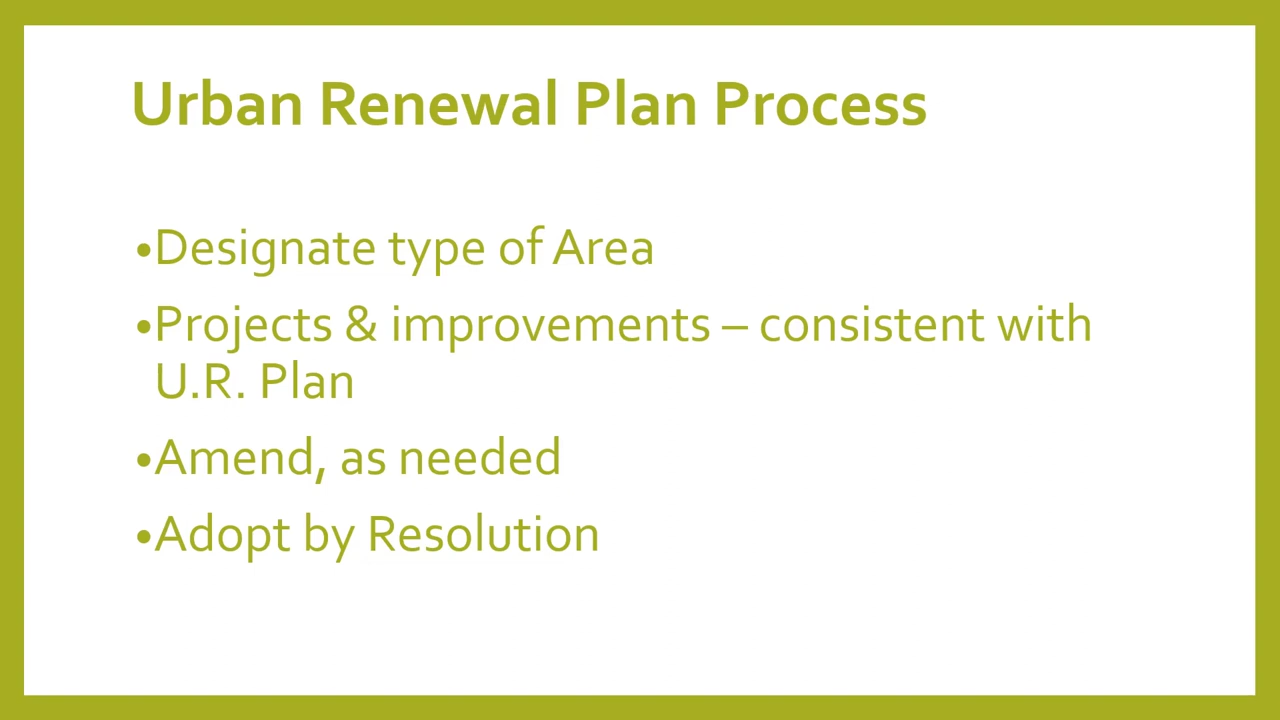 Urban Renewal Plan Process
•Designate type of Area
•Projects & improvements – consistent with
U.R. Plan
•Amend, as needed
•Adopt by Resolution